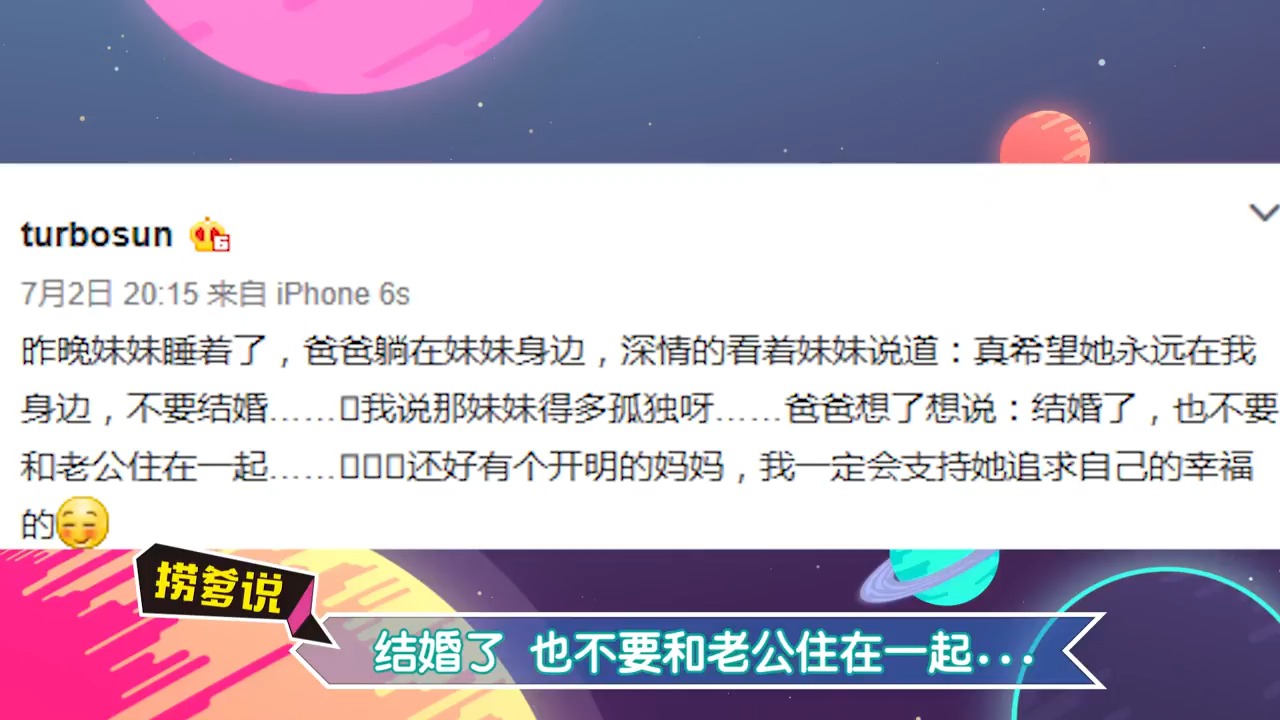 turbosun
7月2日 20:15 来自 iPhone 6s
昨晚妹妹睡着了，爸爸躺在妹妹身边，深情的看着妹妹说道：真希望她永远在我
身边，不要结婚……▯我说那妹妹得多孤独呀……爸爸想了想说：结婚了，也不要
和老公住在一起……▯▯▯还好有个开明的妈妈，我一定会支持她追求自己的幸福
的
捞爹说
结婚了 也不要和老公住在一起...